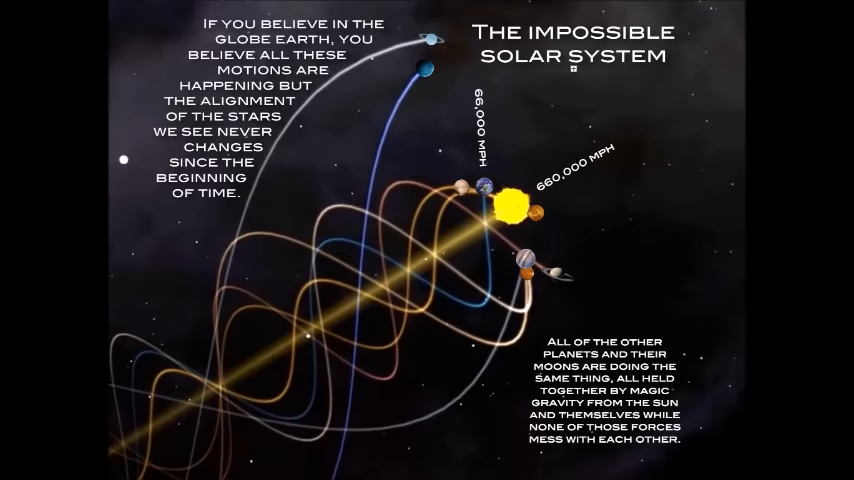 If you believe in the
globe earth, you
believe all these
motions are
happening but
the alignment
of the stars
we see never
changes
since the
beginning
of time.
The impossible
solar system
66,000 mph
660,000 mph
All of the other
planets and their
moons are doing the
same thing, all held
together by magic
gravity from the sun
and themselves while
none of those forces
mess with each other.